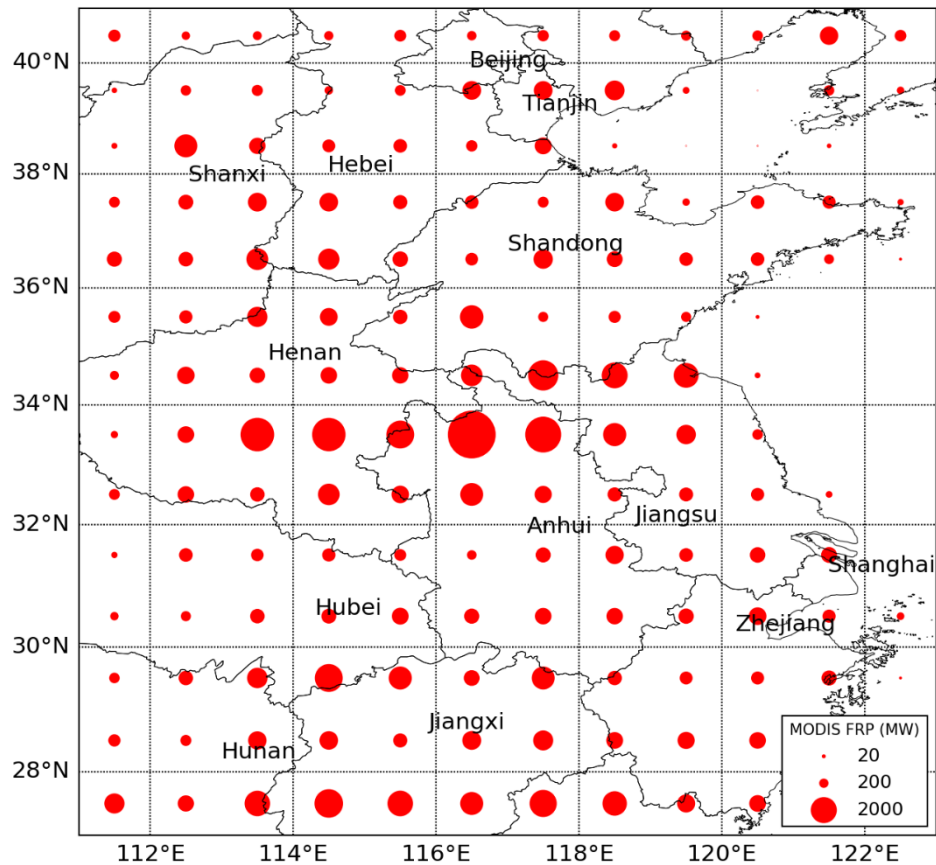 40°N
Beijing
Tianjin
38°N
Shanxi
Hebei
Shandong
36°N
Henan
34°N
32°N
Anhui
Jiangsu
Shanghai
Hubei
Zhejiang
30°N
Jiangxi
Hunan
28°N
MODIS FRP (MW)
20
200
2000
112°E 114°E 116°E 118°E 120°E 122°E